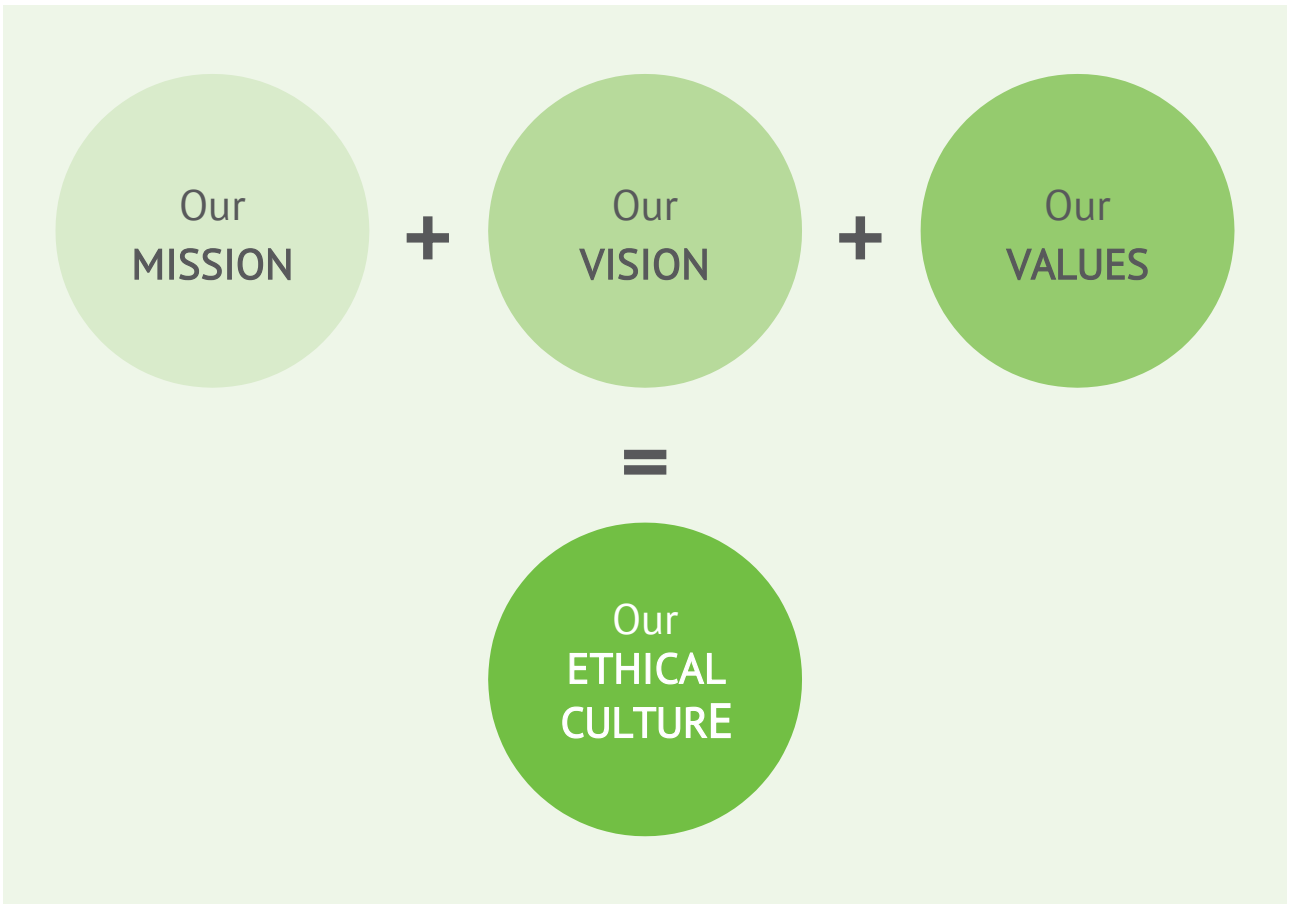 Our
MISSION
+
Our
VISION
+
Our
VALUES
=
Our
ETHICAL
CULTURE